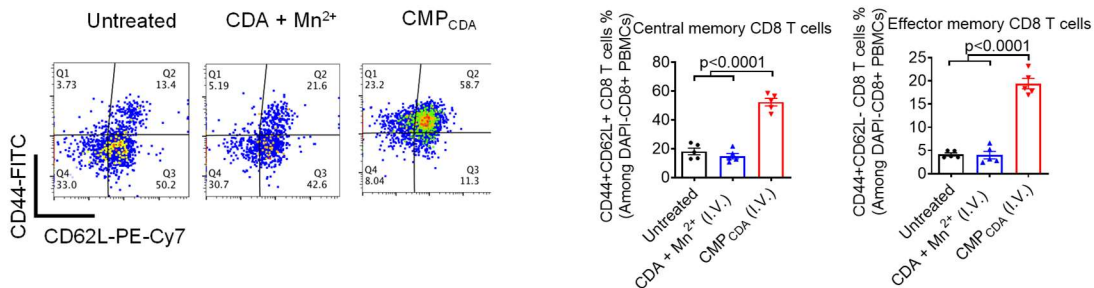 Untreated
CDA + Mn²⁺
CMP_CDA
Q1
3.73
Q2
13.4
Q4
33.0
Q3
50.2
Q1
5.19
Q2
21.6
Q4
30.7
Q3
42.6
Q1
23.2
Q2
58.7
Q4
8.04
Q3
11.3
CD44-FITC
CD62L-PE-Cy7
Central memory CD8 T cells
p<0.0001
CD44+CD62L+ CD8 T cells %
(Among DAPI-CD8+ PBMCs)
80
60
40
20
0
Untreated
CDA + Mn²⁺ (I.V.)
CMP_CDA (I.V.)
Effector memory CD8 T cells
p<0.0001
CD44+CD62L- CD8 T cells %
(Among DAPI-CD8+ PBMCs)
25
20
15
10
5
0
Untreated
CDA + Mn²⁺ (I.V.)
CMP_CDA (I.V.)